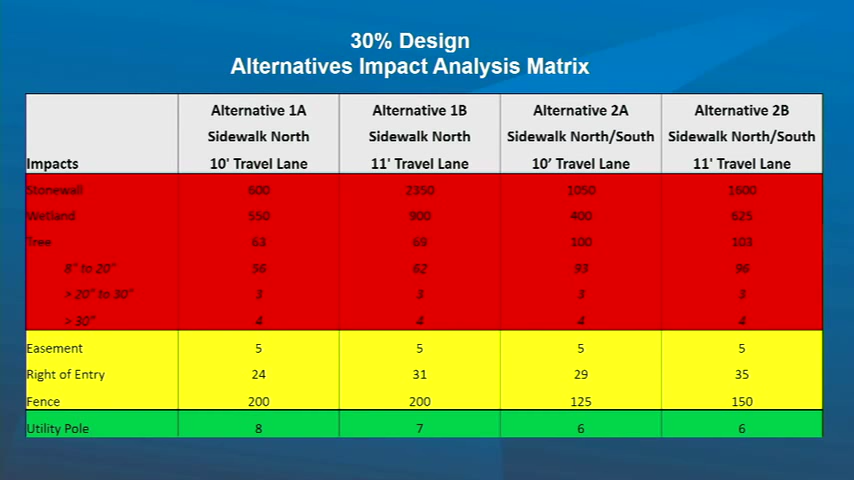 30% Design
Alternatives Impact Analysis Matrix
Impacts Alternative 1A Sidewalk North 10' Travel Lane Alternative 1B Sidewalk North 11' Travel Lane Alternative 2A Sidewalk North/South 10’ Travel Lane Alternative 2B Sidewalk North/South 11' Travel Lane
Stonewall 600 2350 1050 1600
Wetland 550 900 400 625
Tree 63 69 100 103
8" to 20" 56 62 93 96
> 20" to 30" 3 3 3 3
> 30" 4 4 4 4
Easement 5 5 5 5
Right of Entry 24 31 29 35
Fence 200 200 125 150
Utility Pole 8 7 6 6